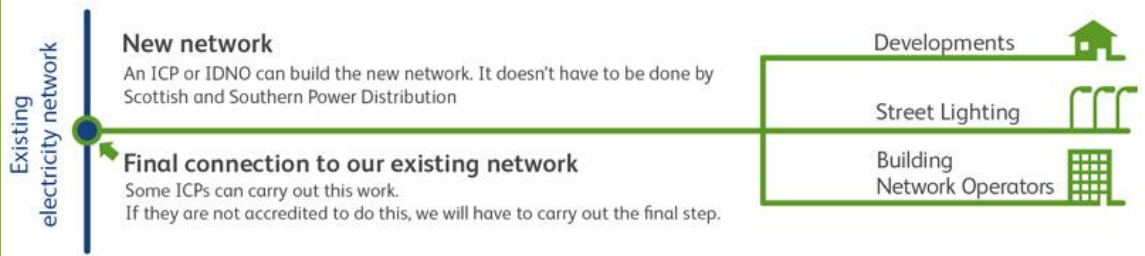 Existing
electricity network
New network
An ICP or IDNO can build the new network. It doesn't have to be done by
Scottish and Southern Power Distribution
Final connection to our existing network
Some ICPs can carry out this work.
If they are not accredited to do this, we will have to carry out the final step.
Developments
Street Lighting
Building
Network Operators